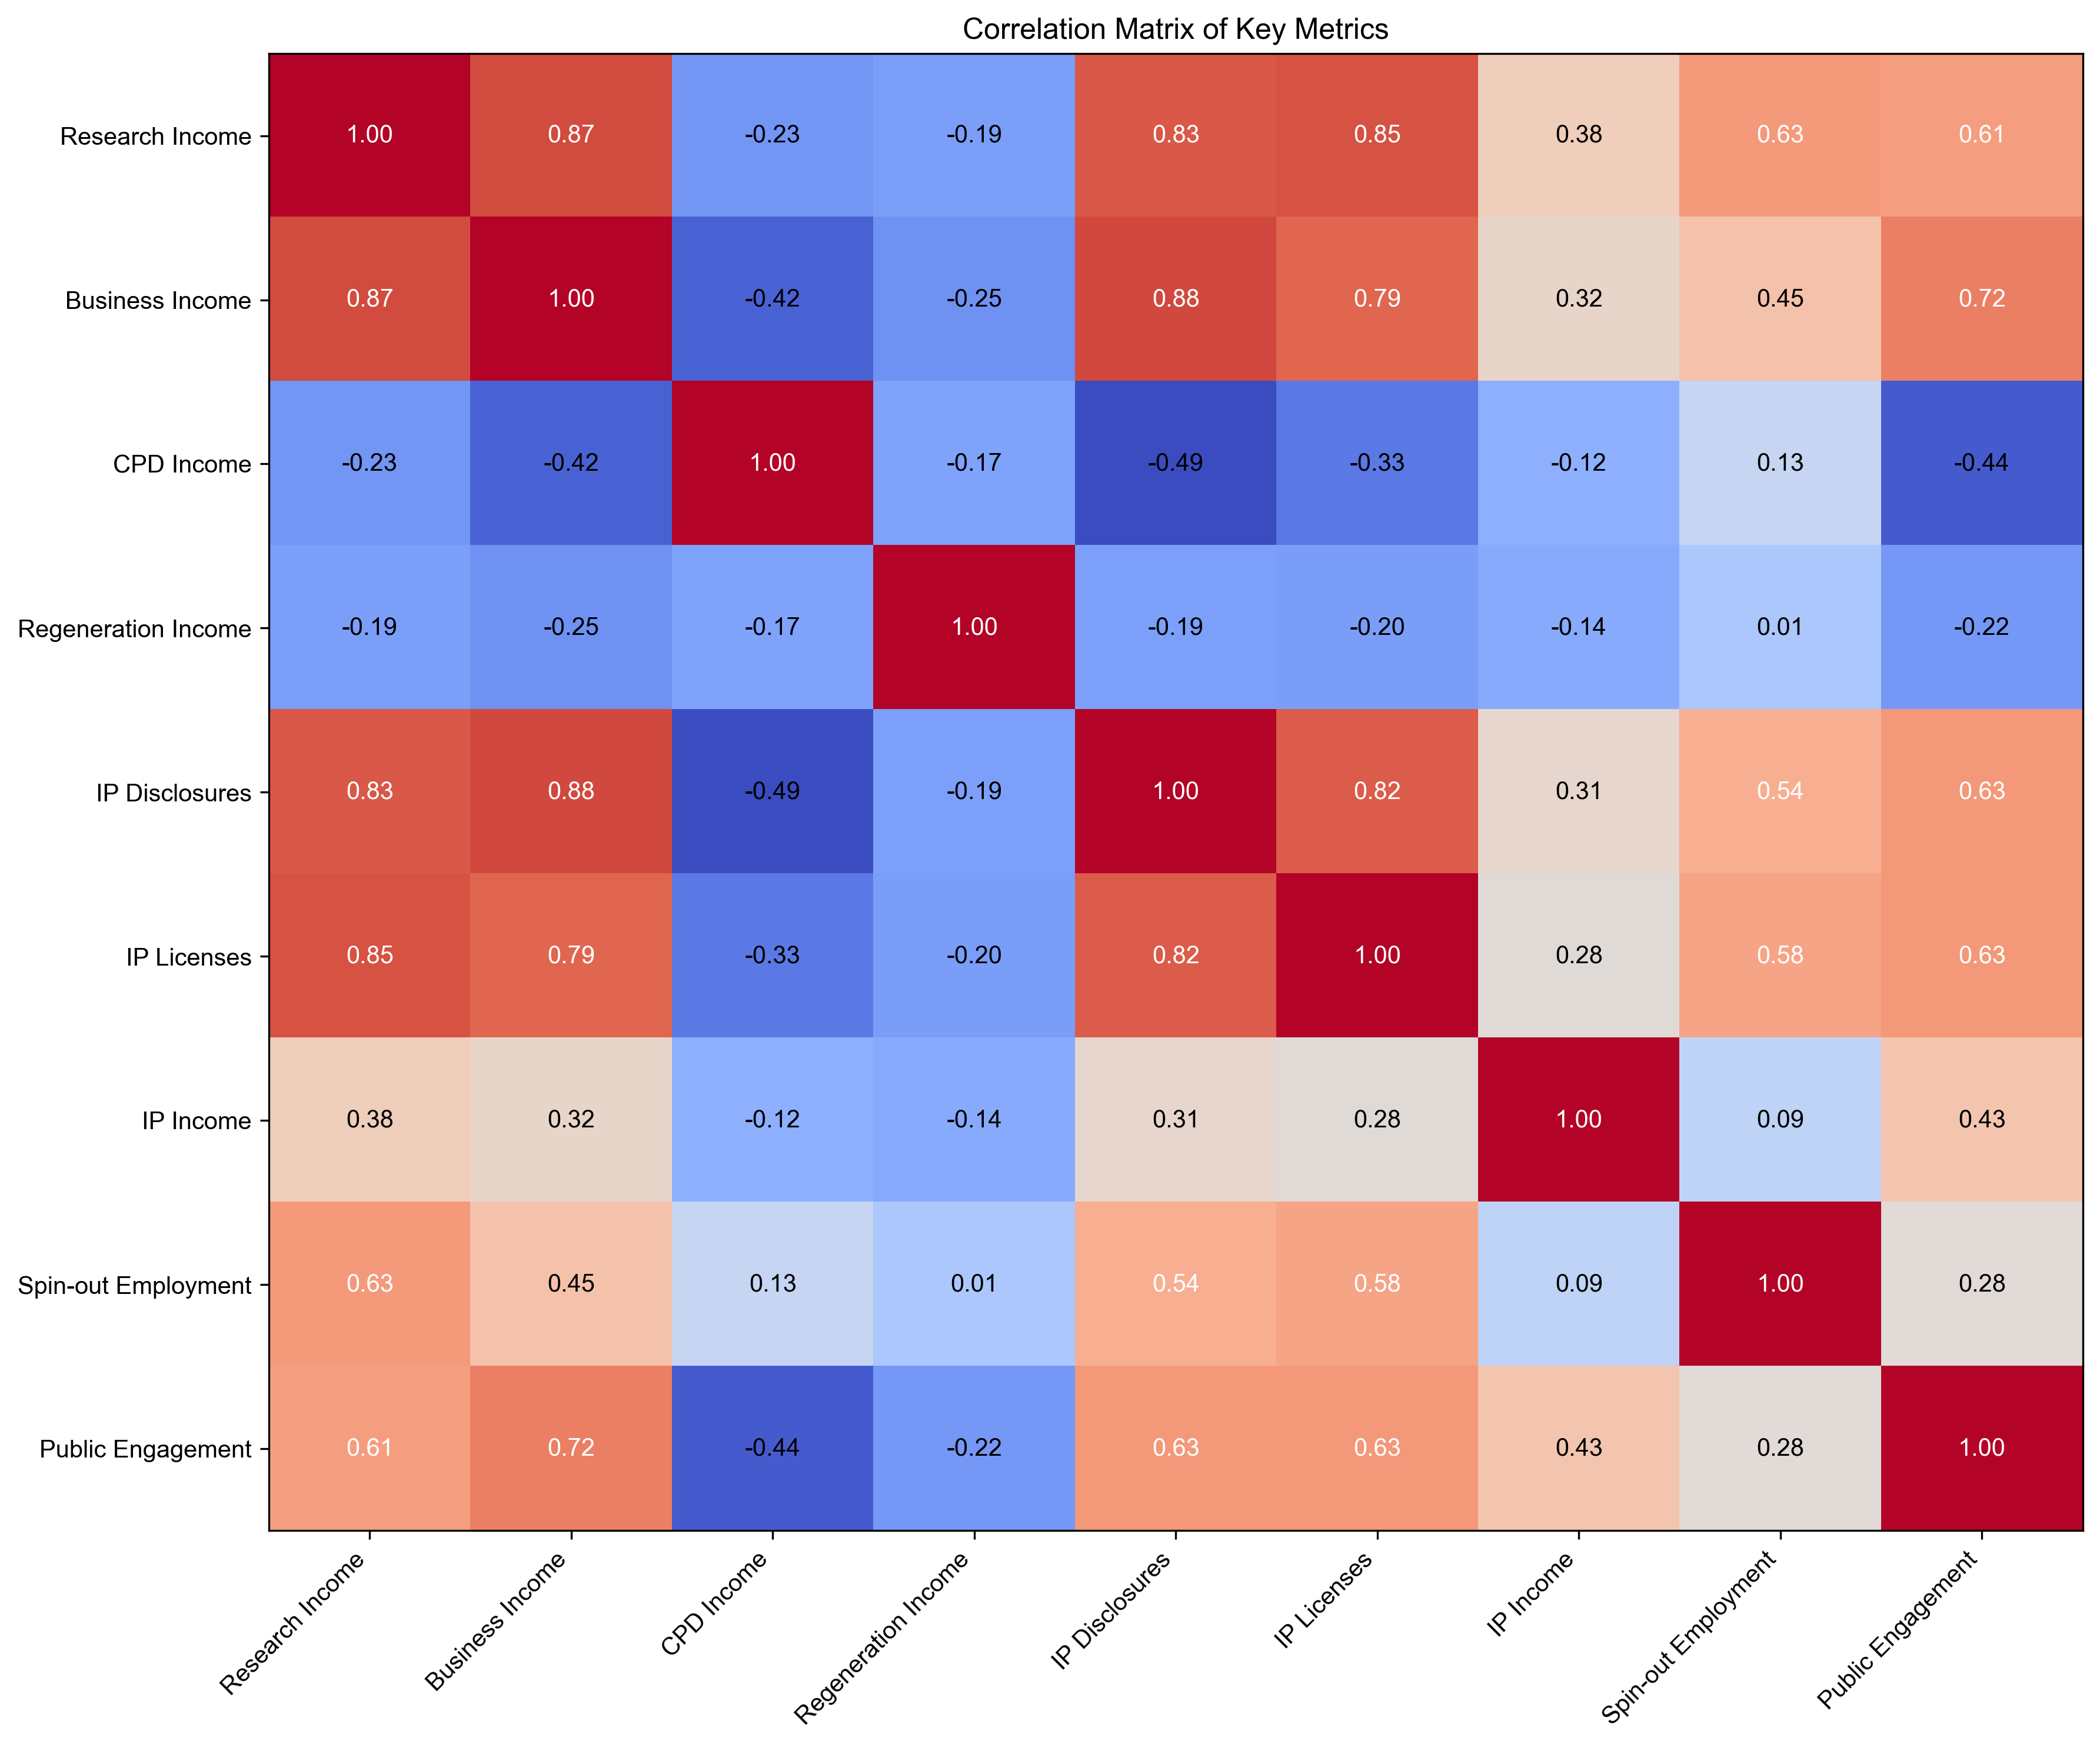 Correlation Matrix of Key Metrics
Research Income 1.00 0.87 -0.23 -0.19 0.83 0.85 0.38 0.63 0.61
Business Income 0.87 1.00 -0.42 -0.25 0.88 0.79 0.32 0.45 0.72
CPD Income -0.23 -0.42 1.00 -0.17 -0.49 -0.33 -0.12 0.13 -0.44
Regeneration Income -0.19 -0.25 -0.17 1.00 -0.19 -0.20 -0.14 0.01 -0.22
IP Disclosures 0.83 0.88 -0.49 -0.19 1.00 0.82 0.31 0.54 0.63
IP Licenses 0.85 0.79 -0.33 -0.20 0.82 1.00 0.28 0.58 0.63
IP Income 0.38 0.32 -0.12 -0.14 0.31 0.28 1.00 0.09 0.43
Spin-out Employment 0.63 0.45 0.13 0.01 0.54 0.58 0.09 1.00 0.28
Public Engagement 0.61 0.72 -0.44 -0.22 0.63 0.63 0.43 0.28 1.00
Research Income
Business Income
CPD Income
Regeneration Income
IP Disclosures
IP Licenses
IP Income
Spin-out Employment
Public Engagement